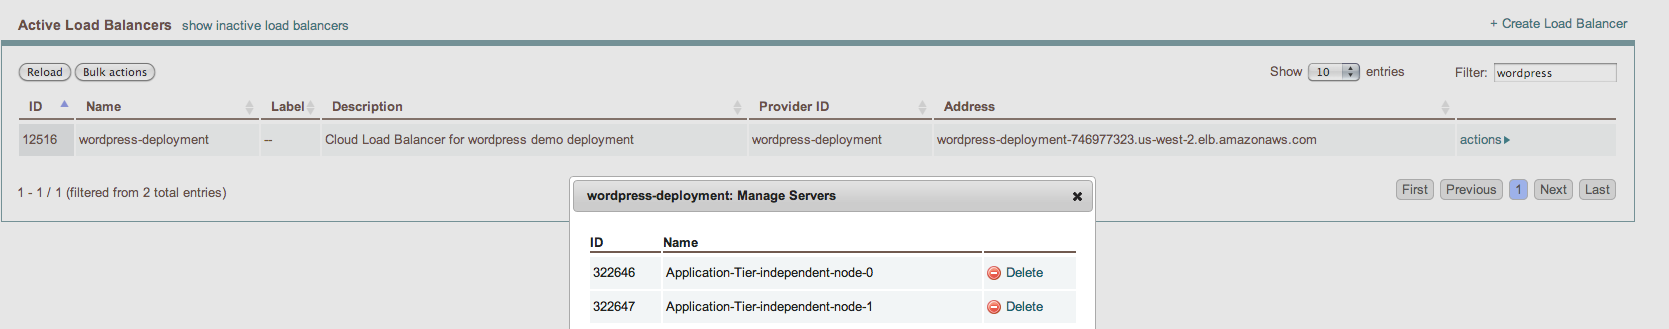 Active Load Balancers show inactive load balancers + Create Load Balancer
Reload Bulk actions Show 10 entries Filter: wordpress
ID Name Label Description Provider ID Address
12516 wordpress-deployment -- Cloud Load Balancer for wordpress demo deployment wordpress-deployment wordpress-deployment-746977323.us-west-2.elb.amazonaws.com actions
1 - 1 / 1 (filtered from 2 total entries) First Previous 1 Next Last
wordpress-deployment: Manage Servers
ID Name
322646 Application-Tier-independent-node-0 Delete
322647 Application-Tier-independent-node-1 Delete